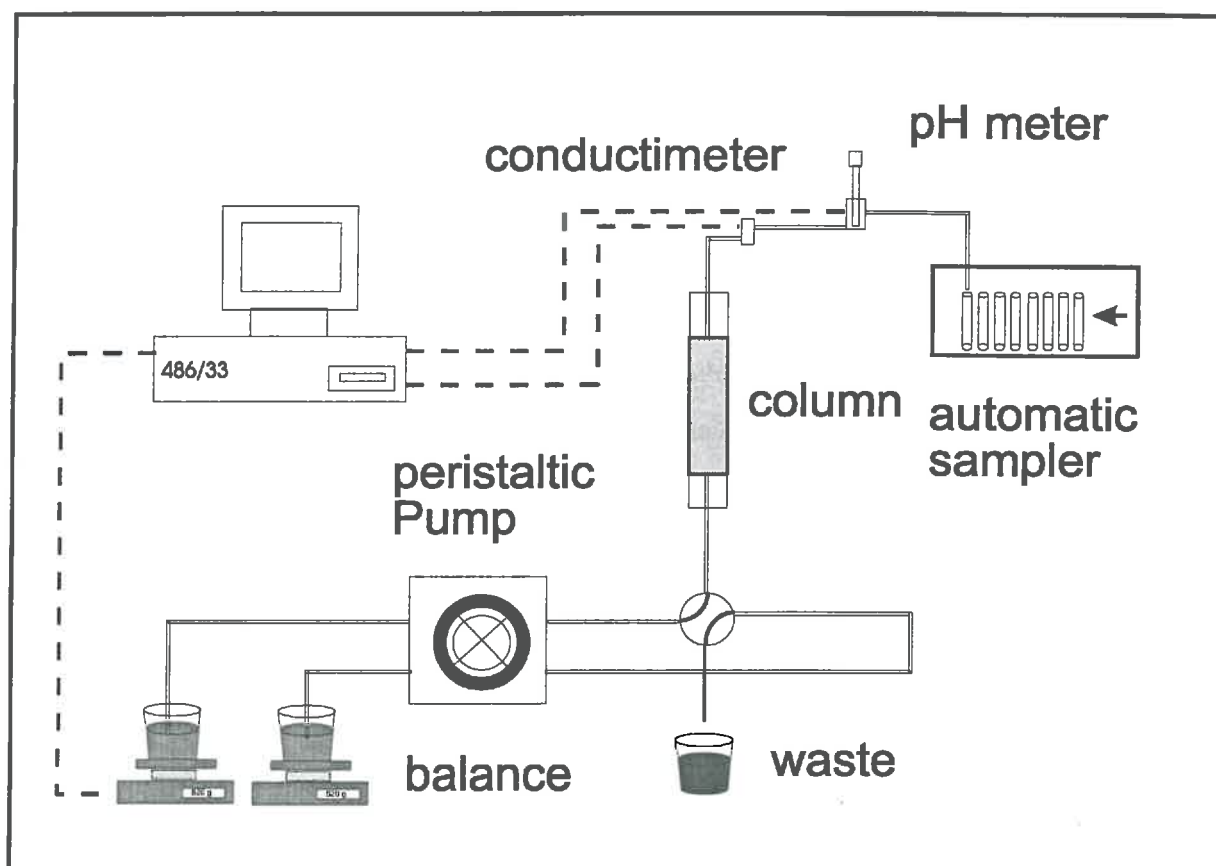 pH meter
conductimeter
486/33
column
automatic
sampler
peristaltic
Pump
balance
waste